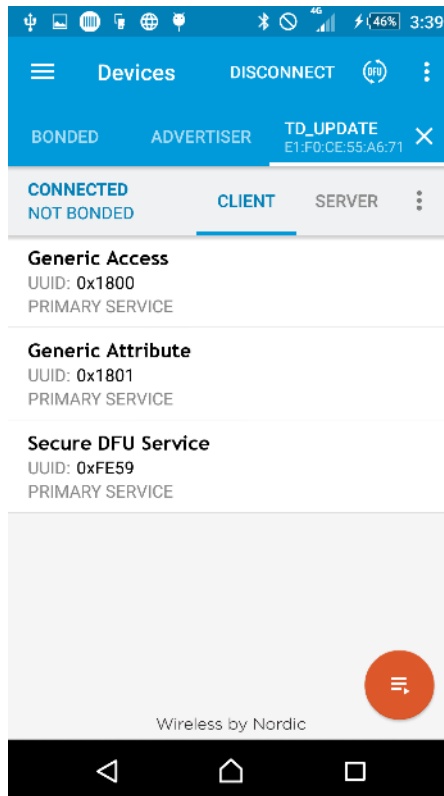 4G
46% 3:39
Devices DISCONNECT DFU
BONDED ADVERTISER TD_UPDATE
E1:F0:CE:55:A6:71
CONNECTED
NOT BONDED CLIENT SERVER
Generic Access
UUID: 0x1800
PRIMARY SERVICE
Generic Attribute
UUID: 0x1801
PRIMARY SERVICE
Secure DFU Service
UUID: 0xFE59
PRIMARY SERVICE
Wireless by Nordic